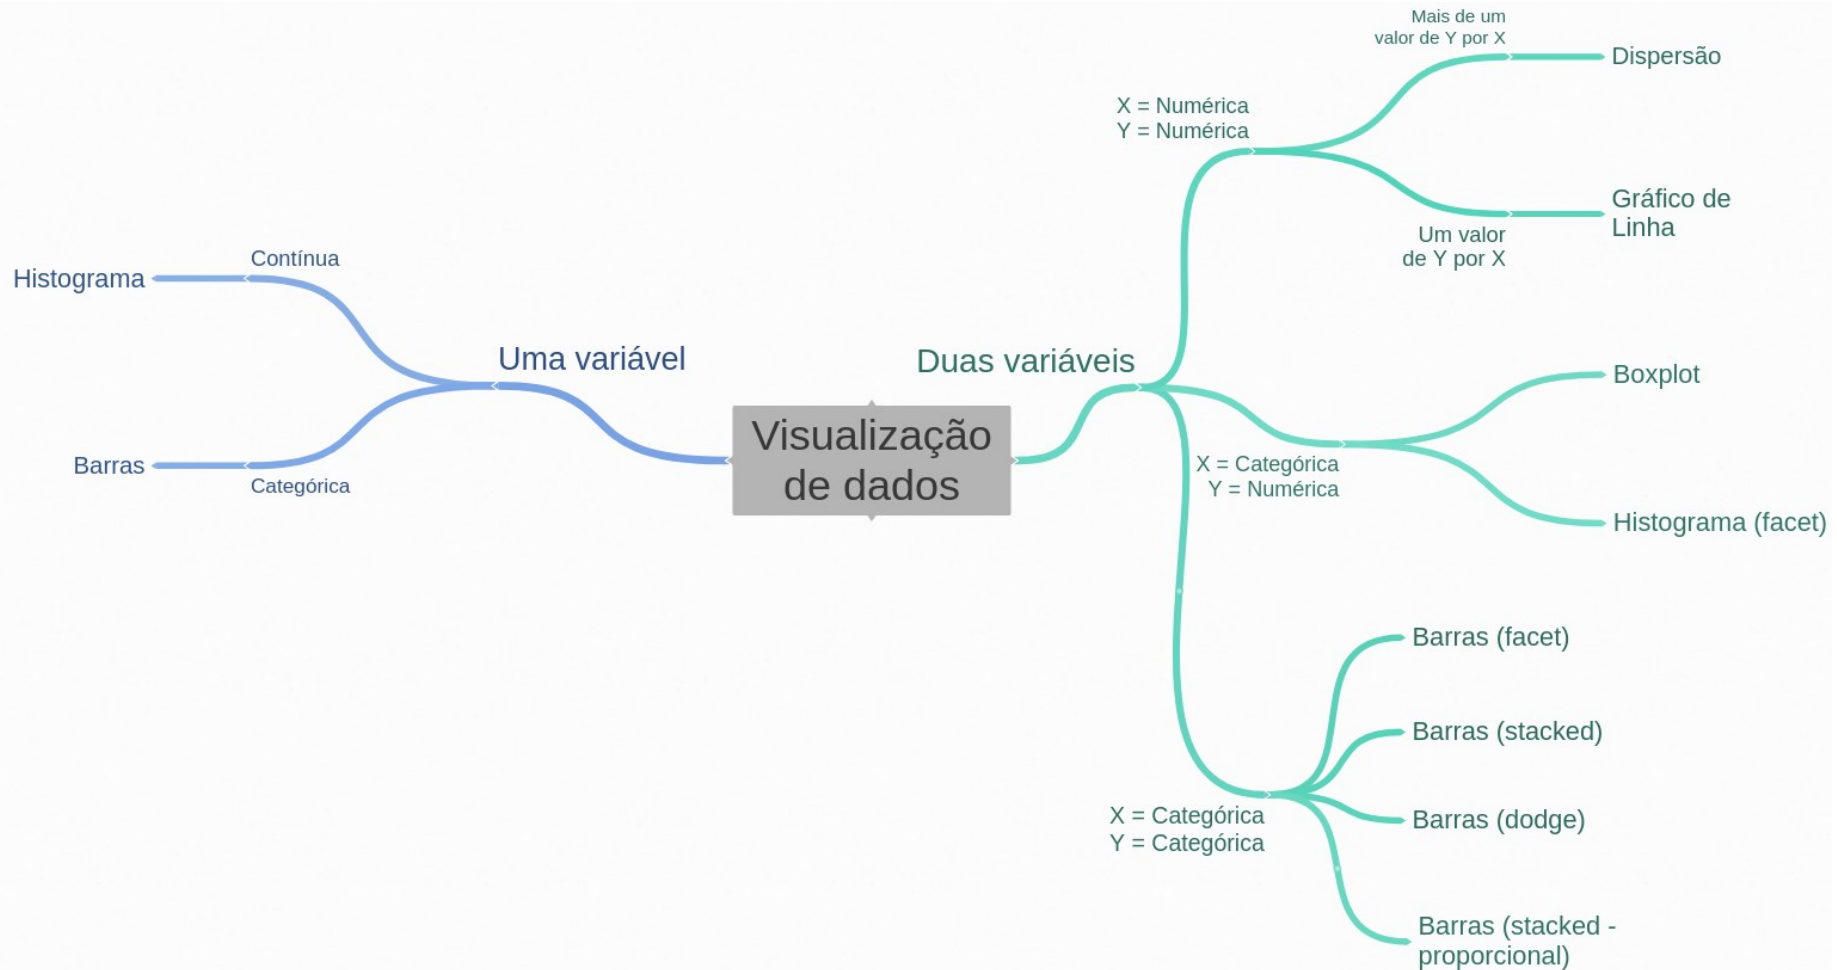 Visualização
de dados
Uma variável
Contínua
Histograma
Categórica
Barras
Duas variáveis
X = Numérica
Y = Numérica
Mais de um
valor de Y por X
Dispersão
Um valor
de Y por X
Gráfico de
Linha
X = Categórica
Y = Numérica
Boxplot
Histograma (facet)
X = Categórica
Y = Categórica
Barras (facet)
Barras (stacked)
Barras (dodge)
Barras (stacked -
proporcional)